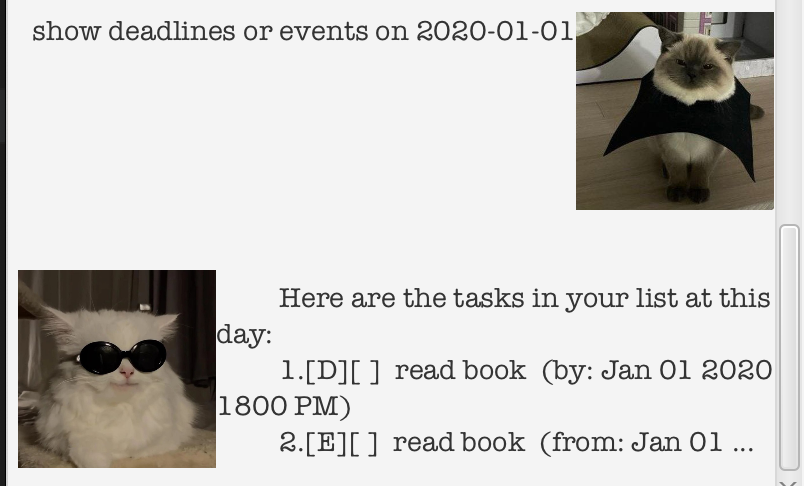 show deadlines or events on 2020-01-01
Here are the tasks in your list at this
day:
1.[D][ ] read book (by: Jan 01 2020
1800 PM)
2.[E][ ] read book (from: Jan 01 ...